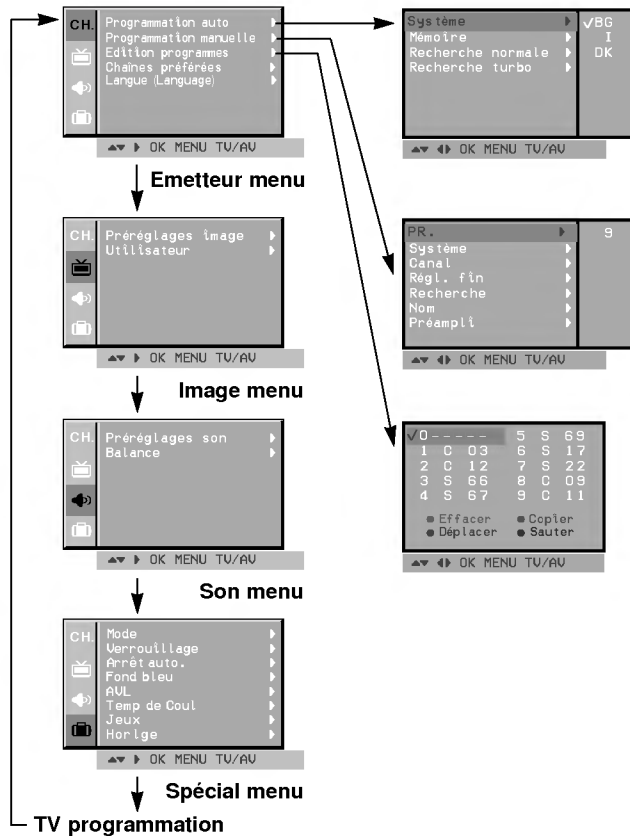 CH.
Programmation auto
Programmation manuelle
Edition programmes
Chaînes préférées
Langue (Language)
OK MENU TV/AV
Emetteur menu
CH.
Préréglages image
Utilisateur
OK MENU TV/AV
Image menu
CH.
Préréglages son
Balance
OK MENU TV/AV
Son menu
CH.
Mode
Verrouillage
Arrêt auto.
Fond bleu
AVL
Temp de Coul
Jeux
Horlge
OK MENU TV/AV
Spécial menu
TV programmation
Système
Mémoire
Recherche normale
Recherche turbo
✓BG
I
DK
OK MENU TV/AV
PR. 9
Système
Canal
Régl. fin
Recherche
Nom
Préampli
OK MENU TV/AV
✓0----- 5 S 69
1 C 03 6 S 17
2 C 12 7 S 22
3 S 66 8 C 09
4 S 67 9 C 11
Effacer Copier
Déplacer Sauter
OK MENU TV/AV